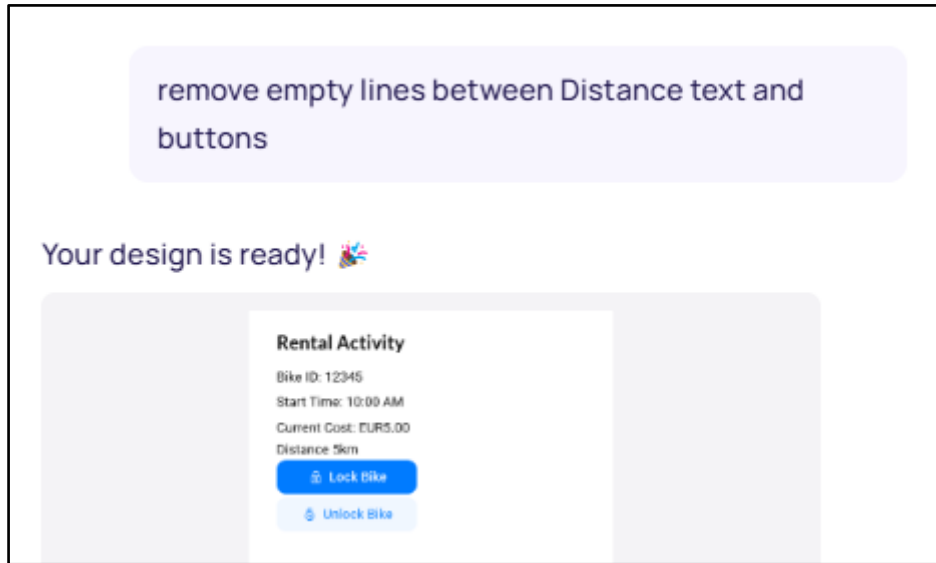 remove empty lines between Distance text and
buttons
Your design is ready! 🎉
Rental Activity
Bike ID: 12345
Start Time: 10:00 AM
Current Cost: EUR5.00
Distance 5km
Lock Bike
Unlock Bike